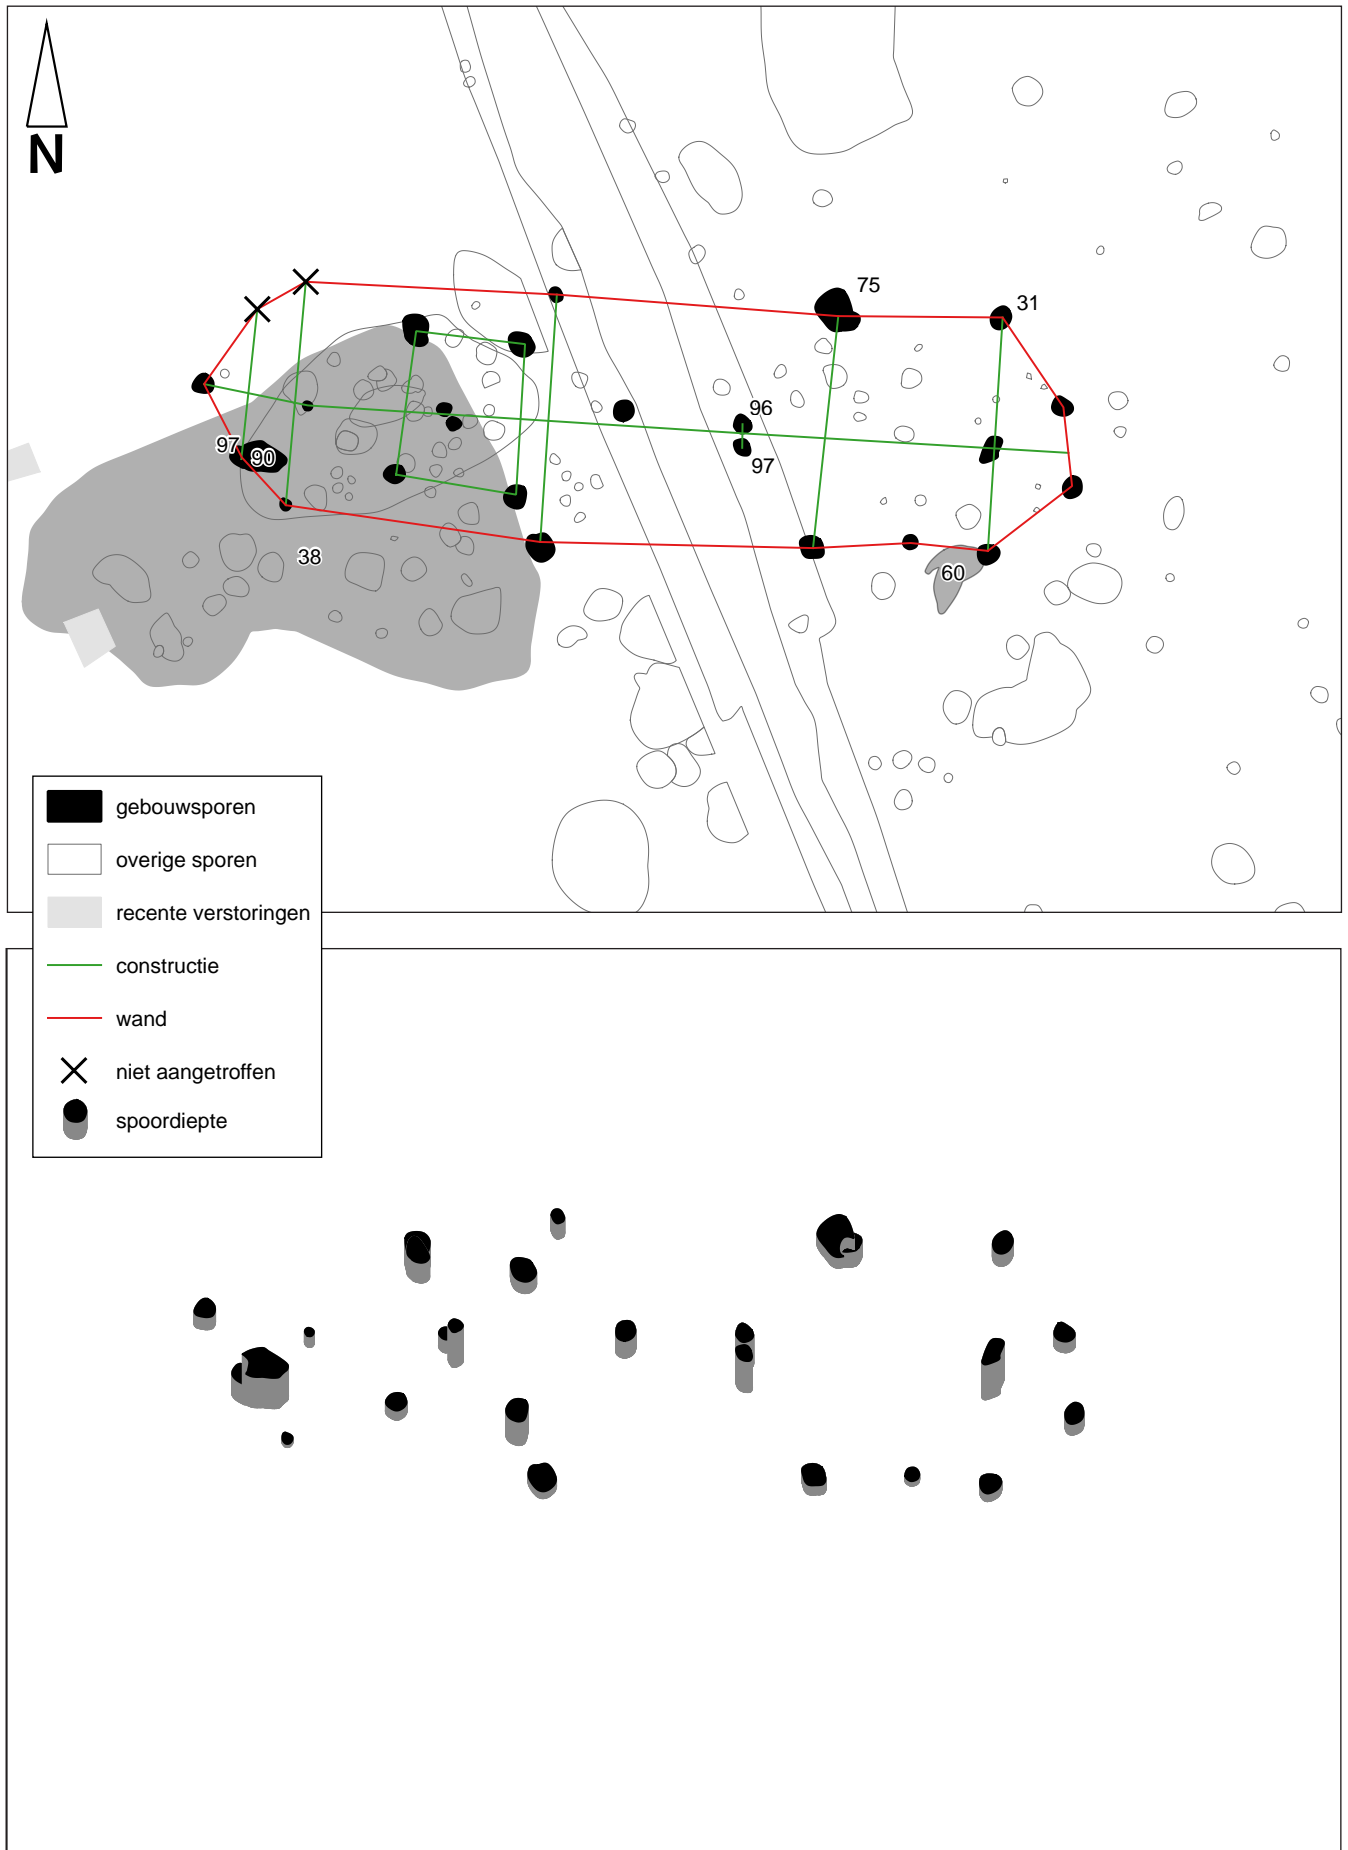 N
75
31
96
97
97
90
38
60
gebouwsporen
overige sporen
recente verstoringen
constructie
wand
niet aangetroffen
spoordiepte